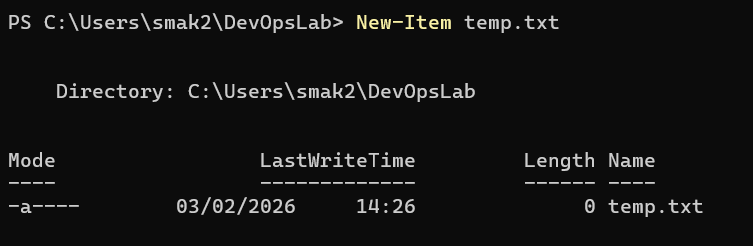 PS C:\Users\smak2\DevOpsLab> New-Item temp.txt
Directory: C:\Users\smak2\DevOpsLab
Mode                 LastWriteTime         Length Name
----                 -------------         ------ ----
-a----        03/02/2026     14:26              0 temp.txt